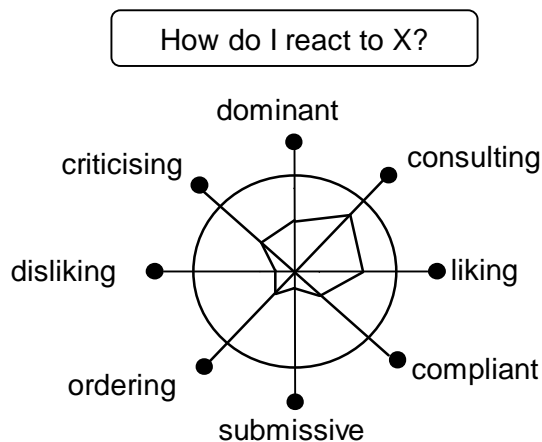 How do I react to X?
dominant
criticising
consulting
disliking
liking
ordering
compliant
submissive